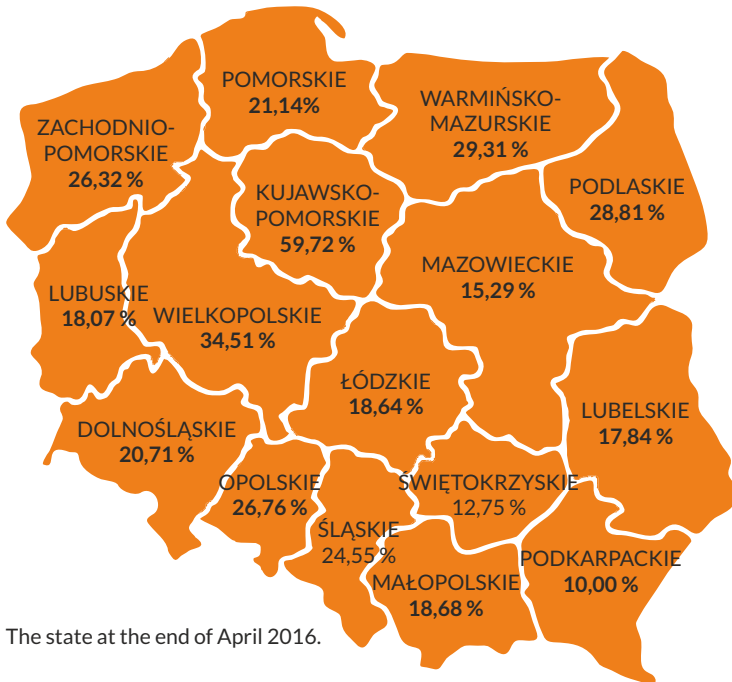 POMORSKIE
21,14%
WARMIŃSKO-
MAZURSKIE
29,31 %
ZACHODNIO-
POMORSKIE
26,32 %
KUJAWSKO-
POMORSKIE
59,72 %
PODLASKIE
28,81 %
MAZOWIECKIE
15,29 %
LUBUSKIE
18,07 %
WIELKOPOLSKIE
34,51 %
ŁÓDZKIE
18,64 %
LUBELSKIE
17,84 %
DOLNOŚLĄSKIE
20,71 %
OPOLSKIE
26,76 %
ŚWIĘTOKRZYSKIE
12,75 %
ŚLĄSKIE
24,55 %
MAŁOPOLSKIE
18,68 %
PODKARPACKIE
10,00 %
The state at the end of April 2016.